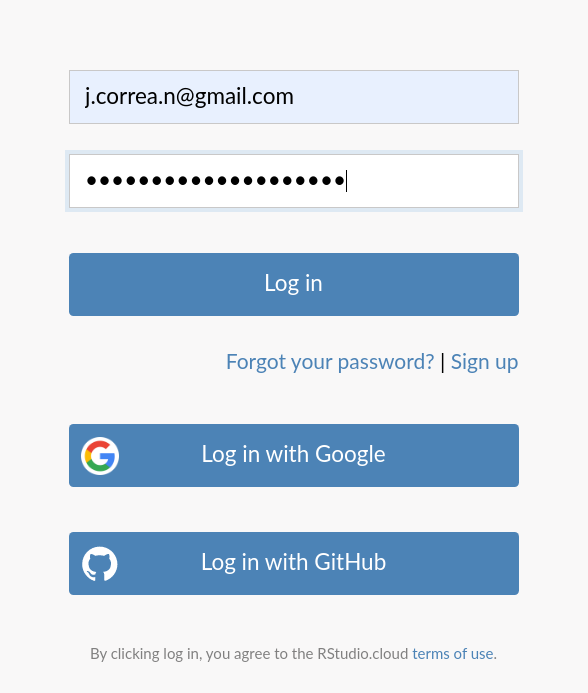 j.correa.n@gmail.com
••••••••••••••••••••
Log in
Forgot your password? | Sign up
Log in with Google
Log in with GitHub
By clicking log in, you agree to the RStudio.cloud terms of use.